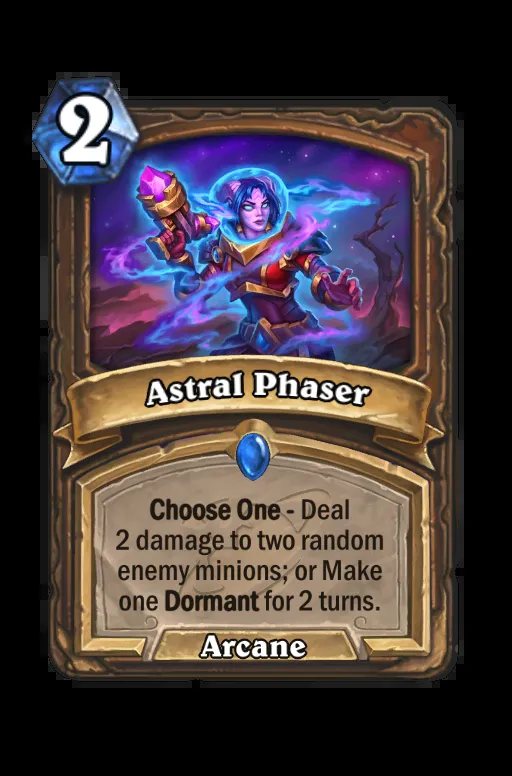 2
Astral Phaser
Choose One - Deal
2 damage to two random
enemy minions; or Make
one Dormant for 2 turns.
Arcane